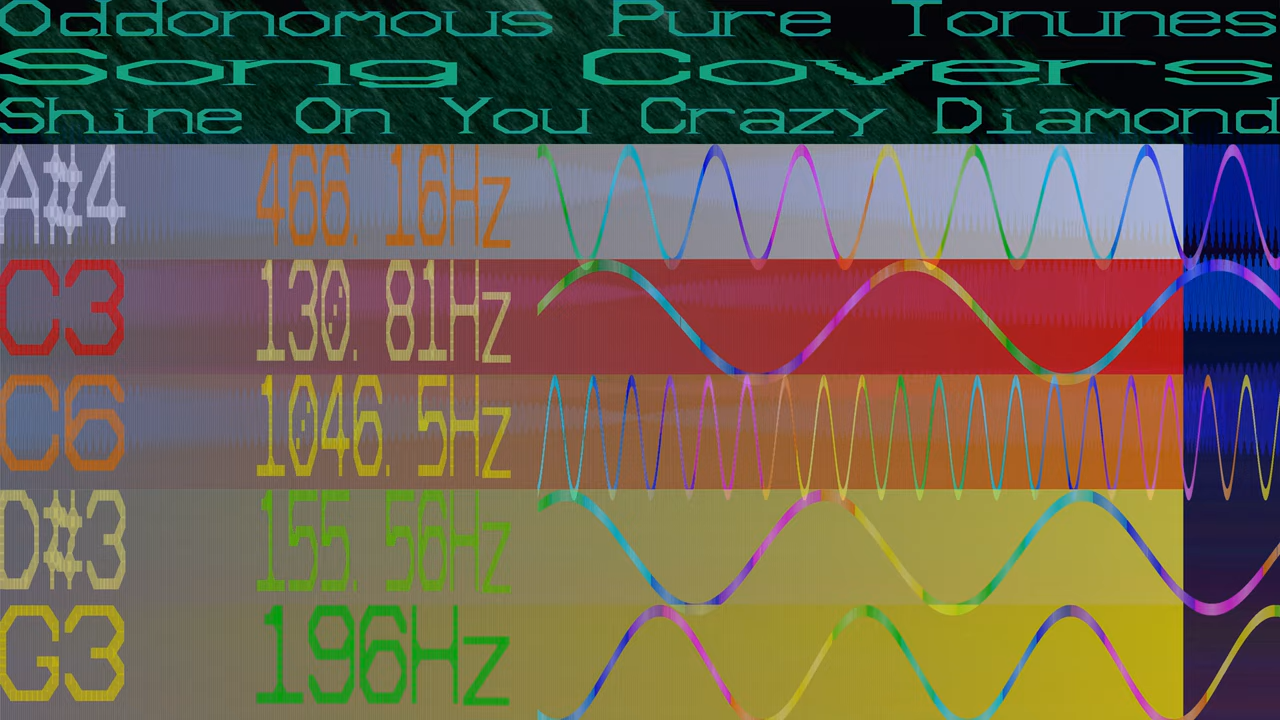 Oddonomous Pure Tonunes
Song Covers
Shine On You Crazy Diamond
A#4 466.16Hz
C3 130.81Hz
C6 1046.5Hz
D#3 155.56Hz
G3 196Hz